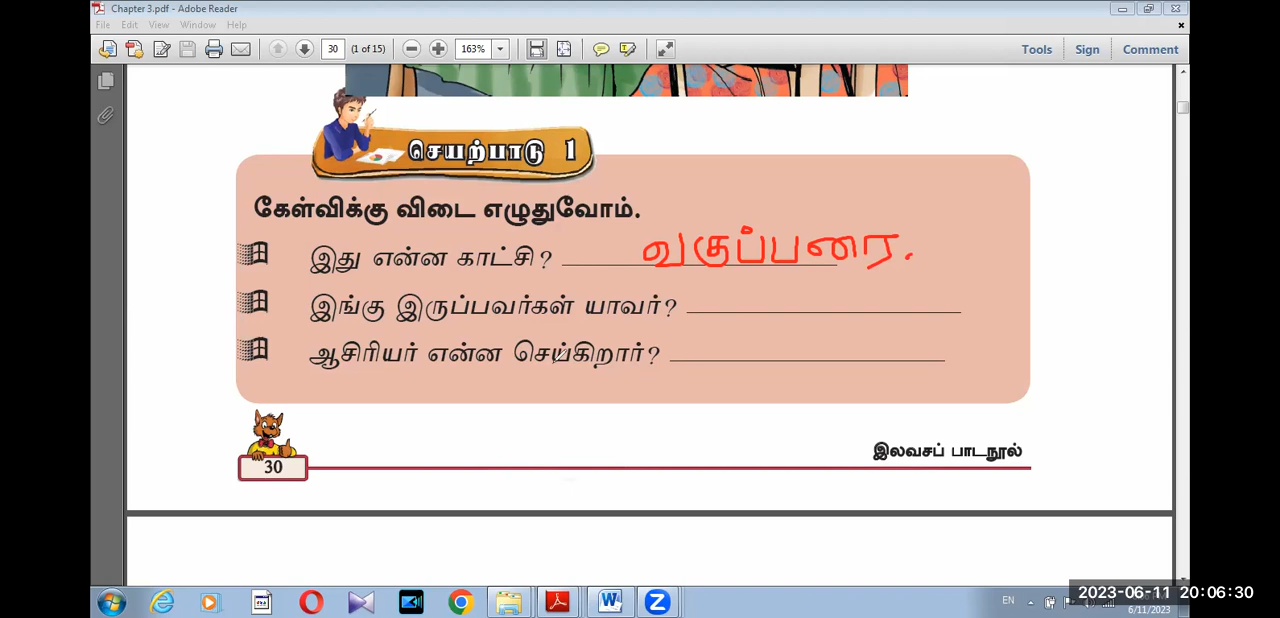 Chapter 3.pdf - Adobe Reader
File Edit View Window Help
30 (1 of 15) 163% Tools Sign Comment
செயற்பாடு 1
கேள்விக்கு விடை எழுதுவோம்.
இது என்ன காட்சி? வகுப்பறை.
இங்கு இருப்பவர்கள் யாவர்?
ஆசிரியர் என்ன செய்கிறார்?
30 இலவசப் பாடநூல்
EN
2023-06-11 20:06:30
6/11/2023